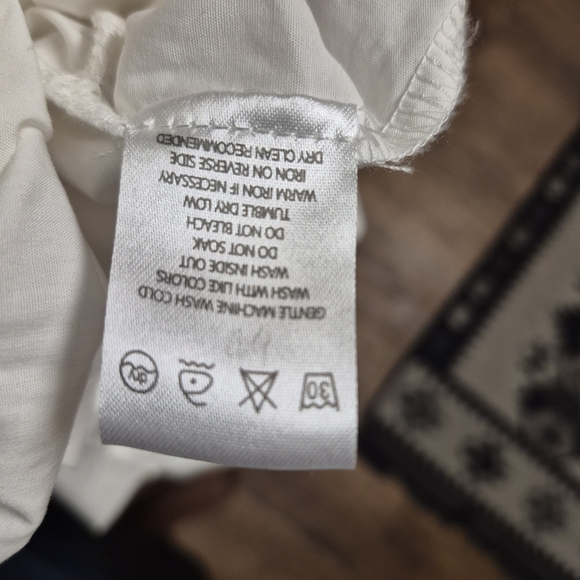 30
GENTLE MACHINE WASH COLD
WASH WITH LIKE COLORS
WASH INSIDE OUT
DO NOT SOAK
DO NOT BLEACH
TUMBLE DRY LOW
WARM IRON IF NECESSARY
IRON ON REVERSE SIDE
DRY CLEAN RECOMMENDED